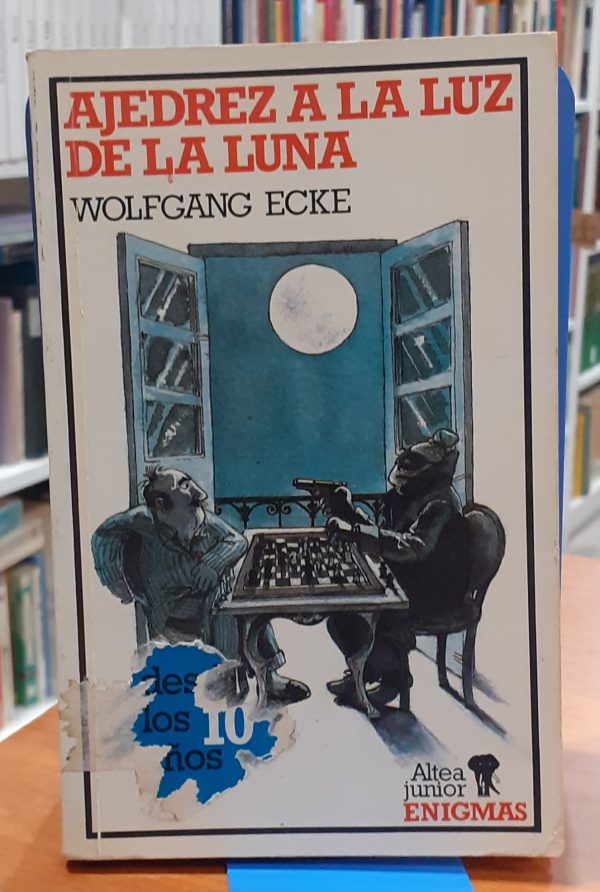 AJEDREZ A LA LUZ
DE LA LUNA
WOLFGANG ECKE
des
los 10
ños
Altea
junior
ENIGMAS